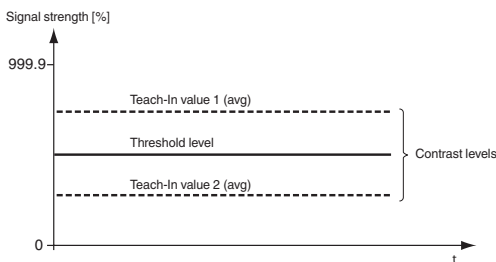 Signal strength [%]
999.9
Teach-In value 1 (avg)
Threshold level
Contrast levels
Teach-In value 2 (avg)
0
t